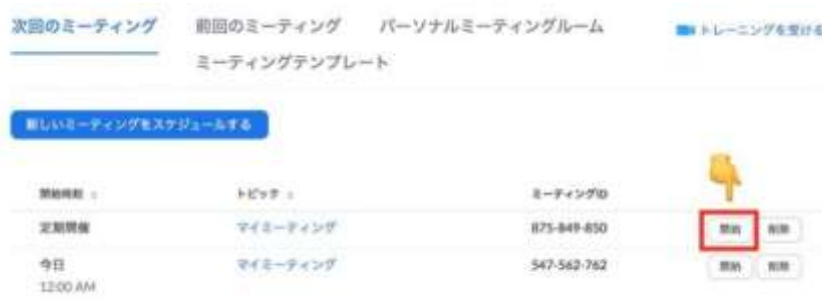 次回のミーティング 前回のミーティング パーソナルミーティングルーム トレーニングを受ける
ミーティングテンプレート
新しいミーティングをスケジュールする
開始時間 トピック ミーティングID
定期開催 マイミーティング 875-849-850 開始 削除
今日 マイミーティング 547-562-762 開始 削除
12:00 AM